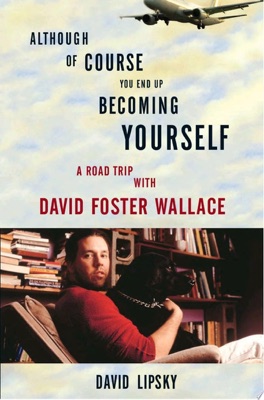 ALTHOUGH
OF COURSE
YOU END UP
BECOMING
YOURSELF
A ROAD TRIP
WITH
DAVID FOSTER WALLACE
DAVID LIPSKY